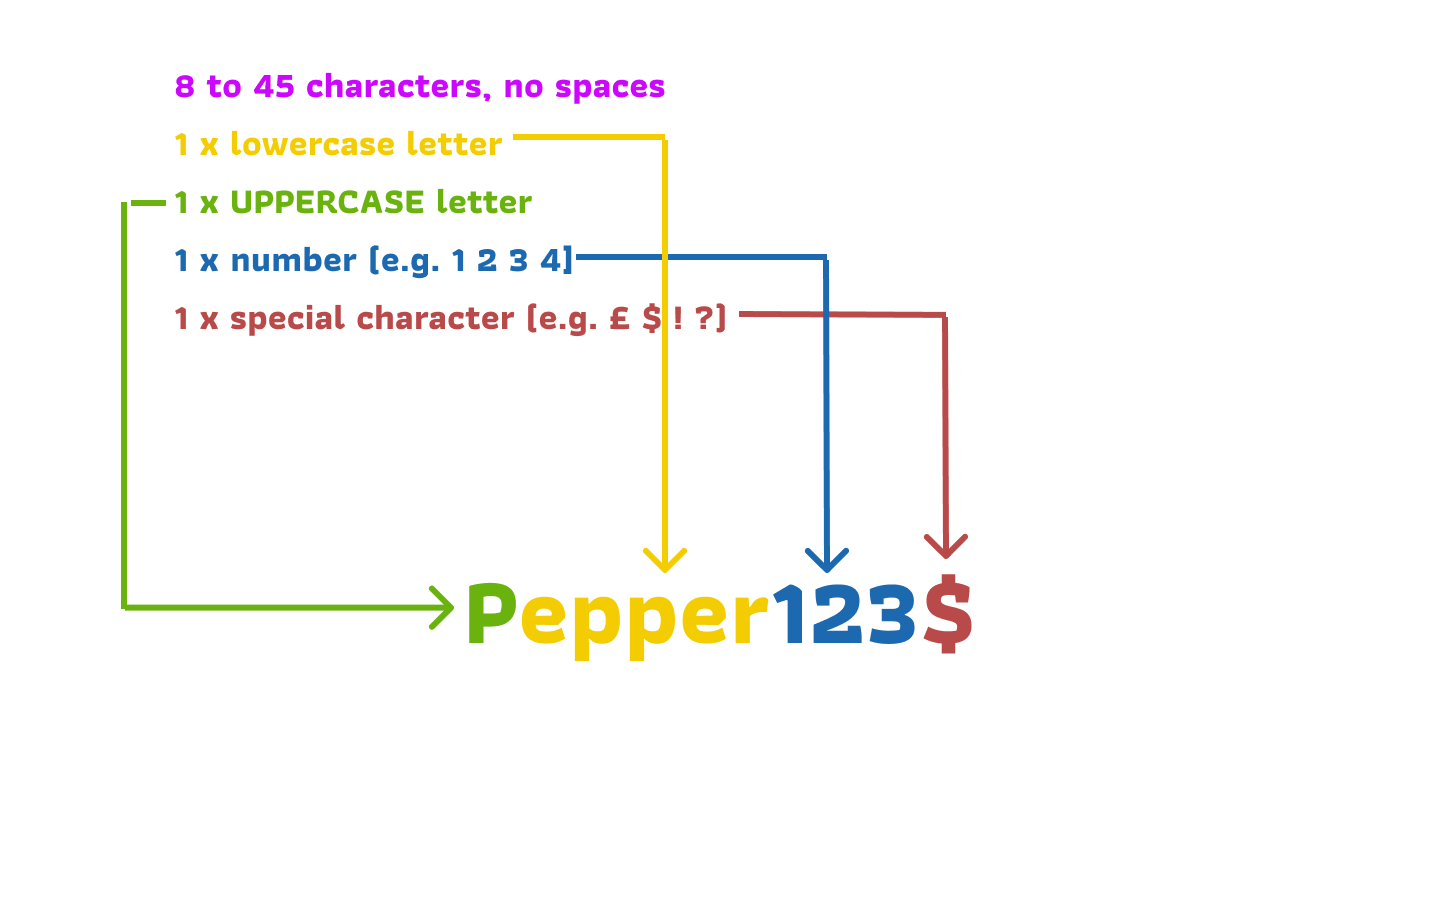 8 to 45 characters, no spaces
1 x lowercase letter
1 x UPPERCASE letter
1 x number [e.g. 1 2 3 4]
1 x special character [e.g. £ $ ! ?]
Pepper123$